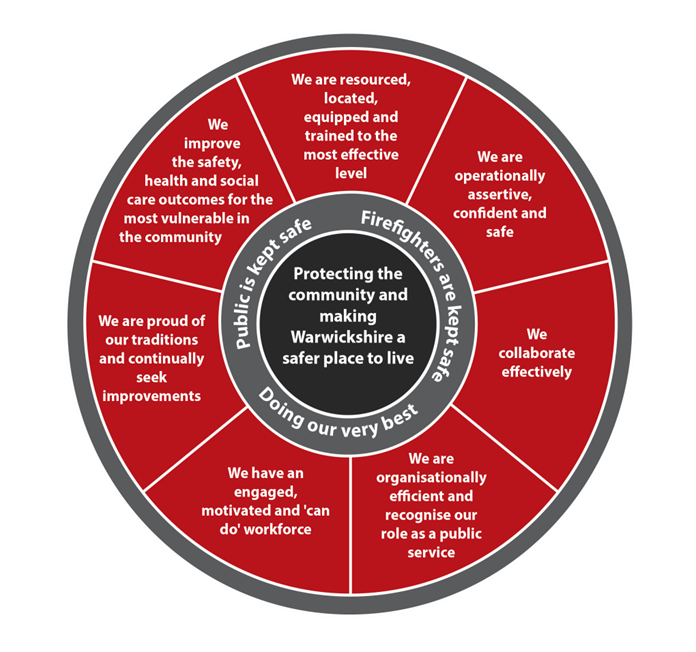 We are resourced,
located,
equipped and
trained to the
most effective
level
We are
operationally
assertive,
confident and
safe
We
collaborate
effectively
We are
organisationally
efficient and
recognise our
role as a public
service
We have an
engaged,
motivated and 'can
do' workforce
We are proud of
our traditions
and continually
seek
improvements
We
improve
the safety,
health and social
care outcomes for the
most vulnerable in
the community
Public is kept safe
Firefighters are kept safe
Doing our very best
Protecting the
community and
making
Warwickshire a
safer place to live